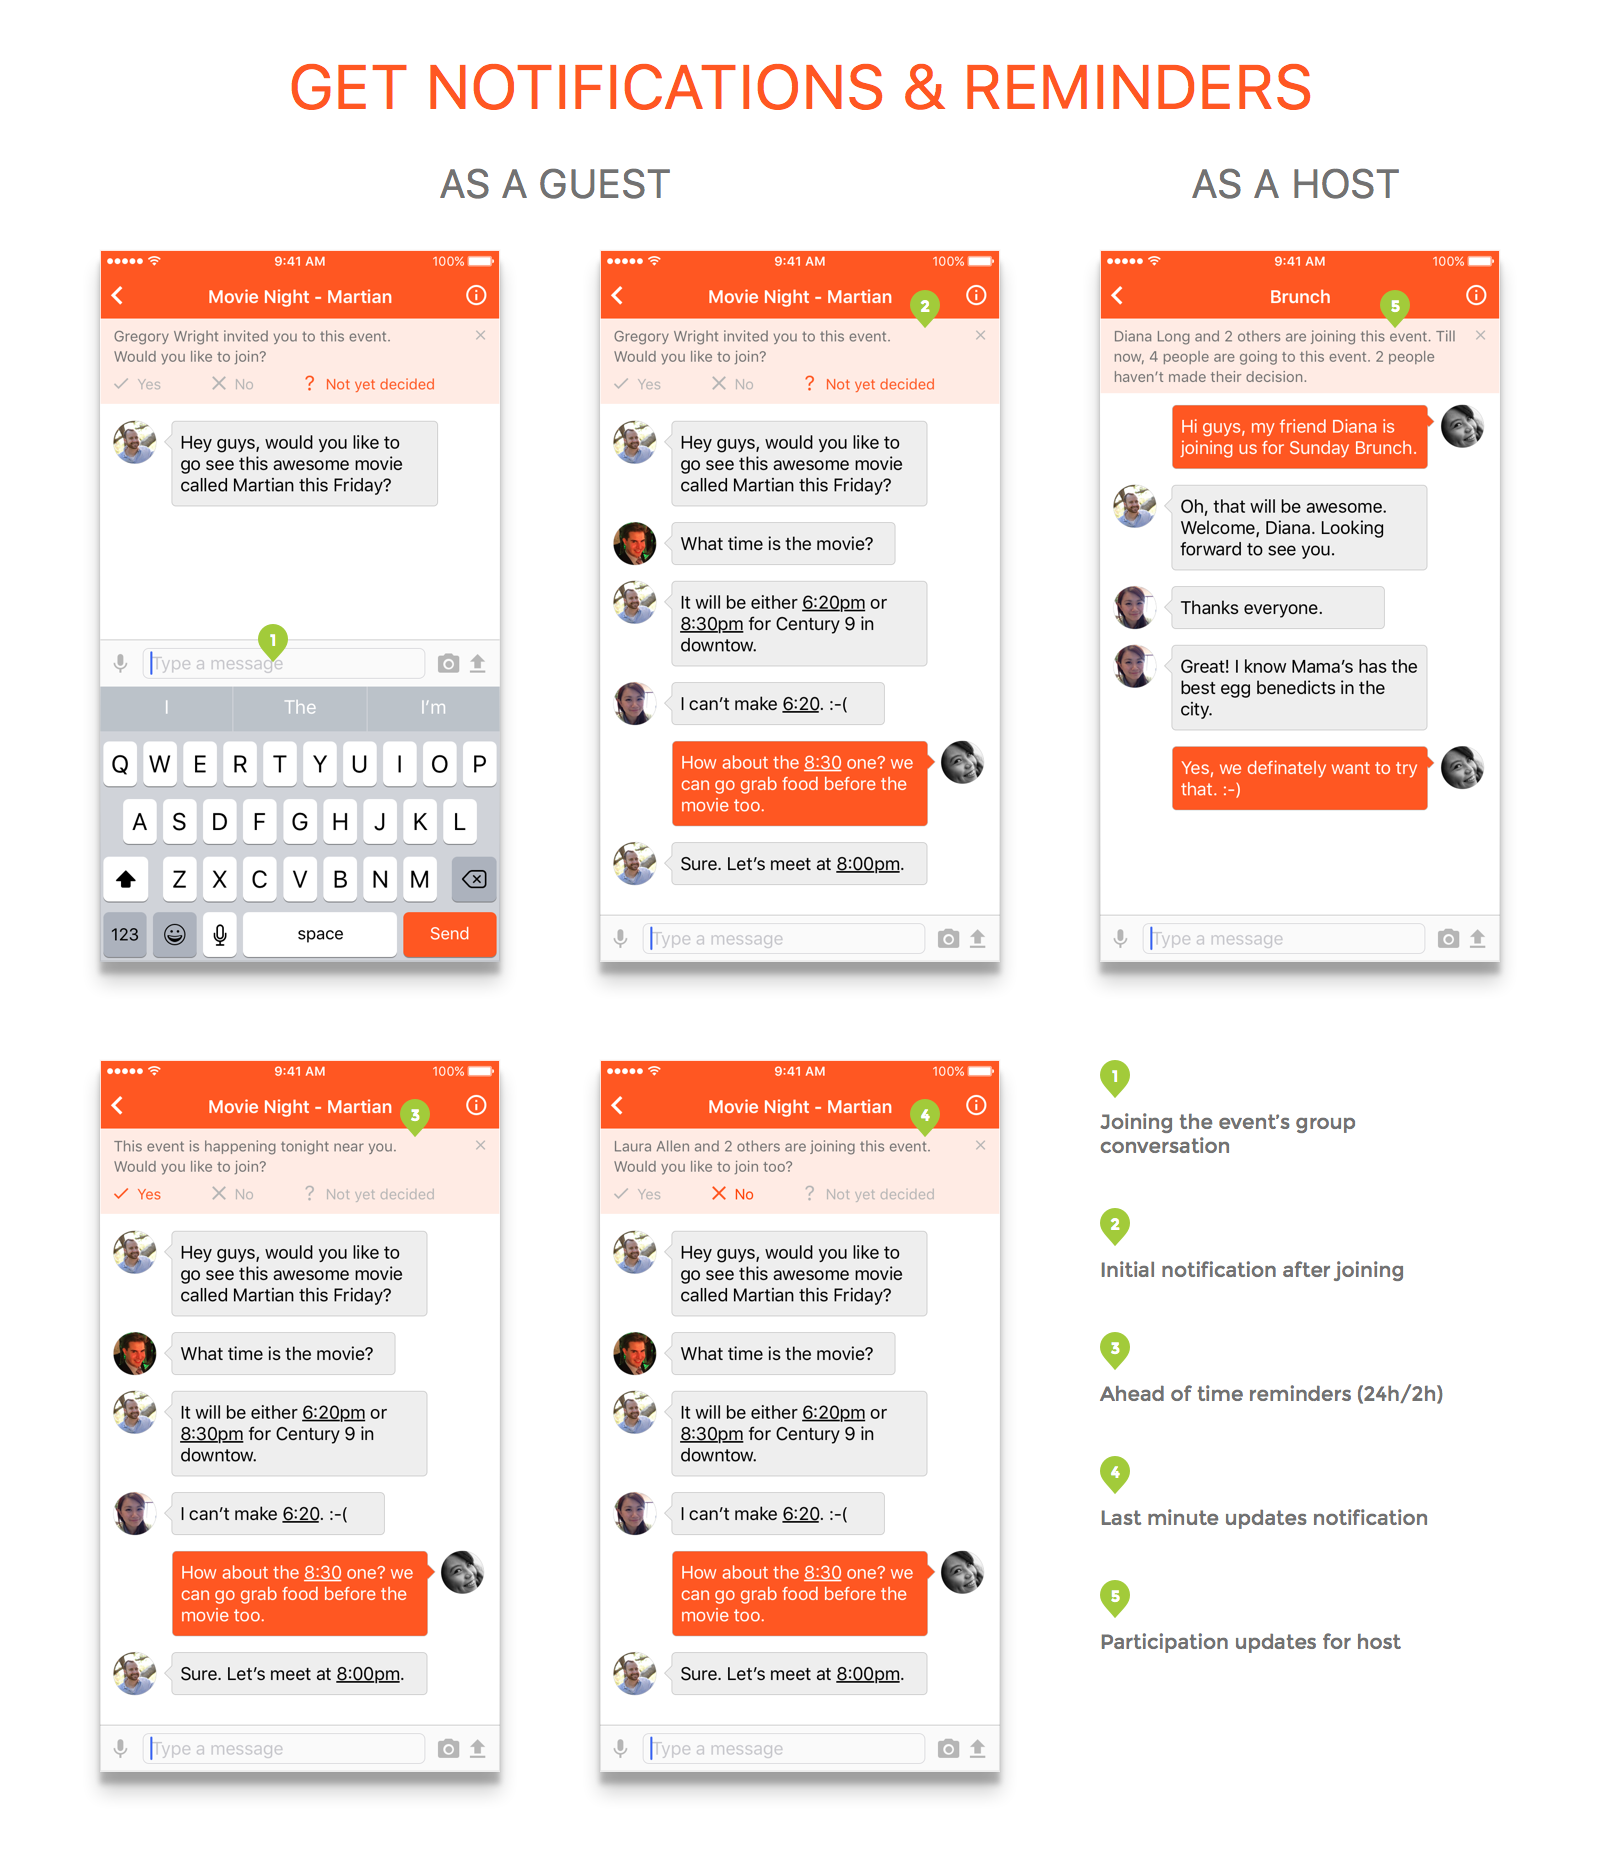 GET NOTIFICATIONS & REMINDERS
AS A GUEST
AS A HOST
9:41 AM
100%
Movie Night - Martian
Gregory Wright invited you to this event.
Would you like to join?
Yes
No
? Not yet decided
Hey guys, would you like to
go see this awesome movie
called Martian this Friday?
1
Type a message
I
The
I'm
Q W E R T Y U I O P
A S D F G H J K L
Z X C V B N M
123
space
Send
9:41 AM
100%
Movie Night - Martian
2
Gregory Wright invited you to this event.
Would you like to join?
Yes
No
? Not yet decided
Hey guys, would you like to
go see this awesome movie
called Martian this Friday?
What time is the movie?
It will be either 6:20pm or
8:30pm for Century 9 in
downtow.
I can't make 6:20. :-(
How about the 8:30 one? we
can go grab food before the
movie too.
Sure. Let's meet at 8:00pm.
Type a message
9:41 AM
100%
Brunch
5
Diana Long and 2 others are joining this event. Till
now, 4 people are going to this event. 2 people
haven't made their decision.
Hi guys, my friend Diana is
joining us for Sunday Brunch.
Oh, that will be awesome.
Welcome, Diana. Looking
forward to see you.
Thanks everyone.
Great! I know Mama's has the
best egg benedicts in the
city.
Yes, we definately want to try
that. :-)
Type a message
9:41 AM
100%
Movie Night - Martian
3
This event is happening tonight near you.
Would you like to join?
Yes
No
? Not yet decided
Hey guys, would you like to
go see this awesome movie
called Martian this Friday?
What time is the movie?
It will be either 6:20pm or
8:30pm for Century 9 in
downtow.
I can't make 6:20. :-(
How about the 8:30 one? we
can go grab food before the
movie too.
Sure. Let's meet at 8:00pm.
Type a message
9:41 AM
100%
Movie Night - Martian
4
Laura Allen and 2 others are joining this event.
Would you like to join too?
Yes
No
? Not yet decided
Hey guys, would you like to
go see this awesome movie
called Martian this Friday?
What time is the movie?
It will be either 6:20pm or
8:30pm for Century 9 in
downtow.
I can't make 6:20. :-(
How about the 8:30 one? we
can go grab food before the
movie too.
Sure. Let's meet at 8:00pm.
Type a message
1
Joining the event's group
conversation
2
Initial notification after joining
3
Ahead of time reminders (24h/2h)
4
Last minute updates notification
5
Participation updates for host